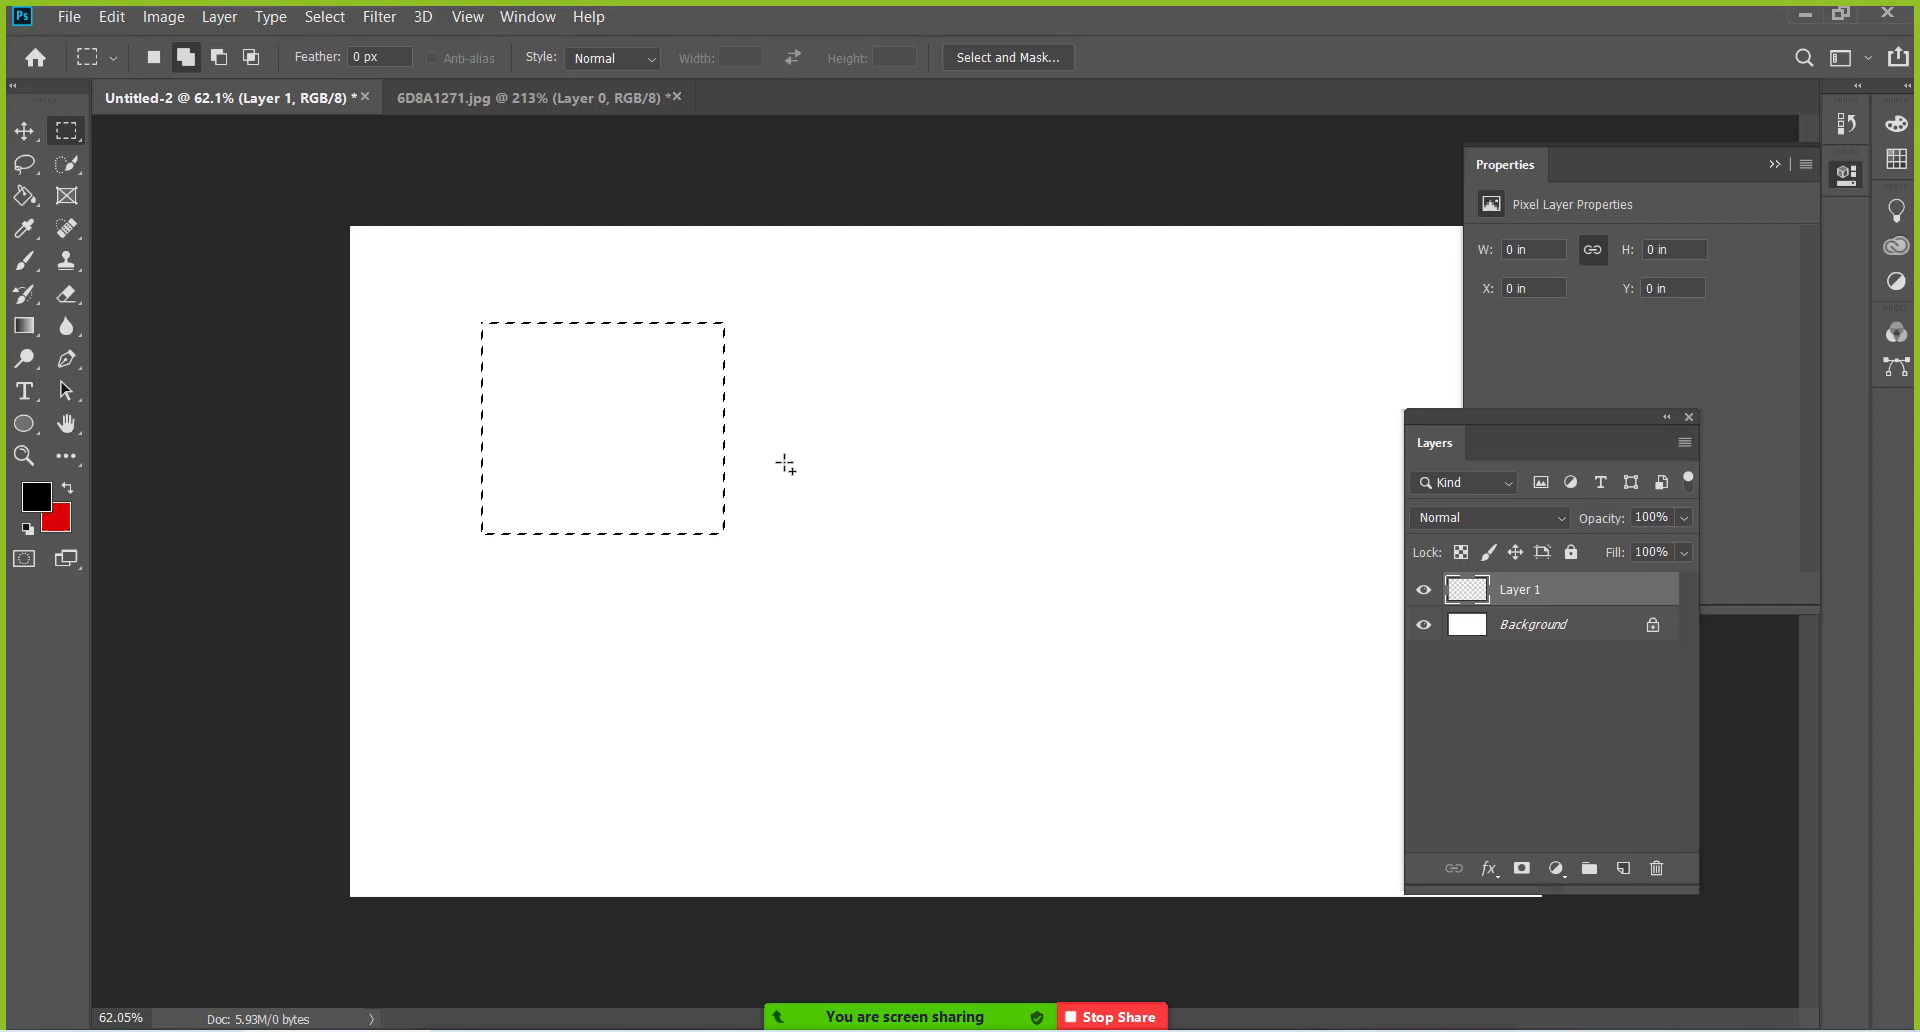 Ps File Edit Image Layer Type Select Filter 3D View Window Help
Feather: 0 px Anti-alias Style: Normal Width: Height: Select and Mask...
Untitled-2 @ 62.1% (Layer 1, RGB/8) * 6D8A1271.jpg @ 213% (Layer 0, RGB/8) *
Properties
Pixel Layer Properties
W: 0 in H: 0 in
X: 0 in Y: 0 in
Layers
Kind
Normal Opacity: 100%
Lock: Fill: 100%
Layer 1
Background
fx
62.05% Doc: 5.93M/0 bytes
You are screen sharing Stop Share